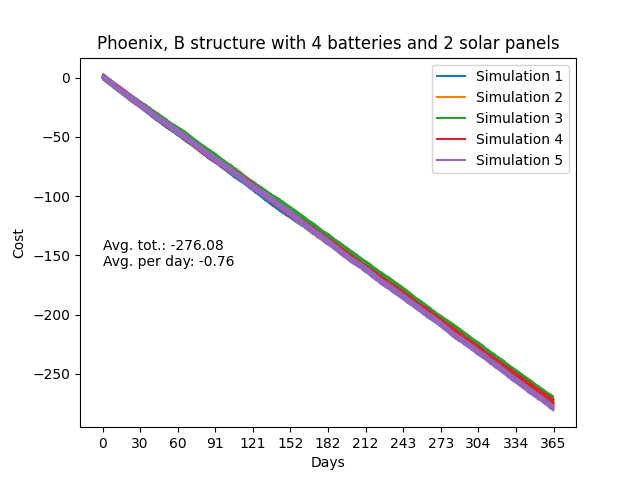 Phoenix, B structure with 4 batteries and 2 solar panels
Simulation 1
Simulation 2
Simulation 3
Simulation 4
Simulation 5
0
−50
−100
−150
−200
−250
Cost
Avg. tot.: -276.08
Avg. per day: -0.76
0 30 60 91 121 152 182 212 243 273 304 334 365
Days